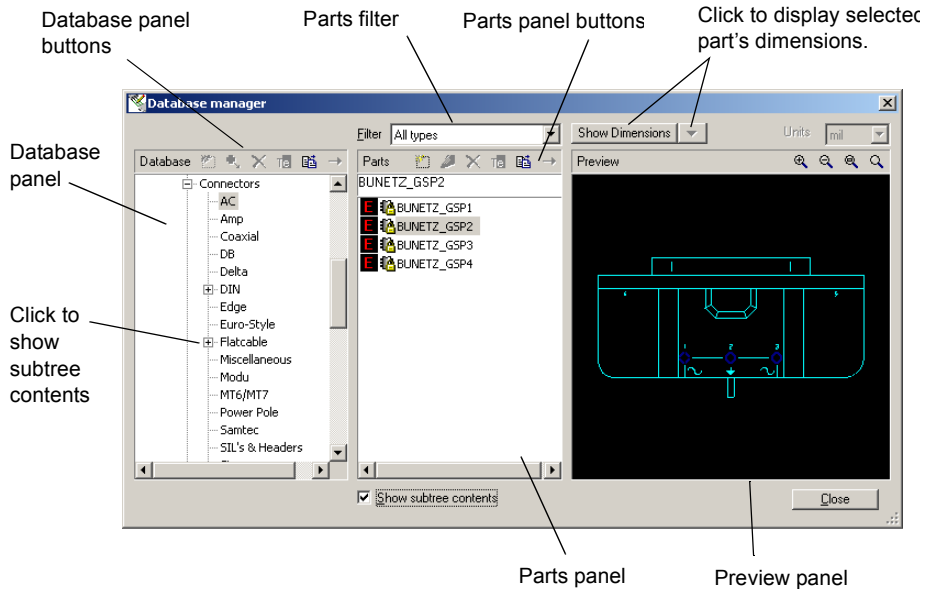 Database panel
buttons
Parts filter
Parts panel buttons
Click to display selected
part's dimensions.
Database manager
Filter All types
Show Dimensions
Units mil
Database
panel
Database
Parts
Preview
BUNETZ_GSP2
Connectors
AC
Amp
Coaxial
DB
Delta
DIN
Edge
Euro-Style
Flatcable
Miscellaneous
Modu
MT6/MT7
Power Pole
Samtec
SIL's & Headers
E BUNETZ_GSP1
E BUNETZ_GSP2
E BUNETZ_GSP3
E BUNETZ_GSP4
1 2 3
Click to
show
subtree
contents
Show subtree contents
Close
Parts panel
Preview panel